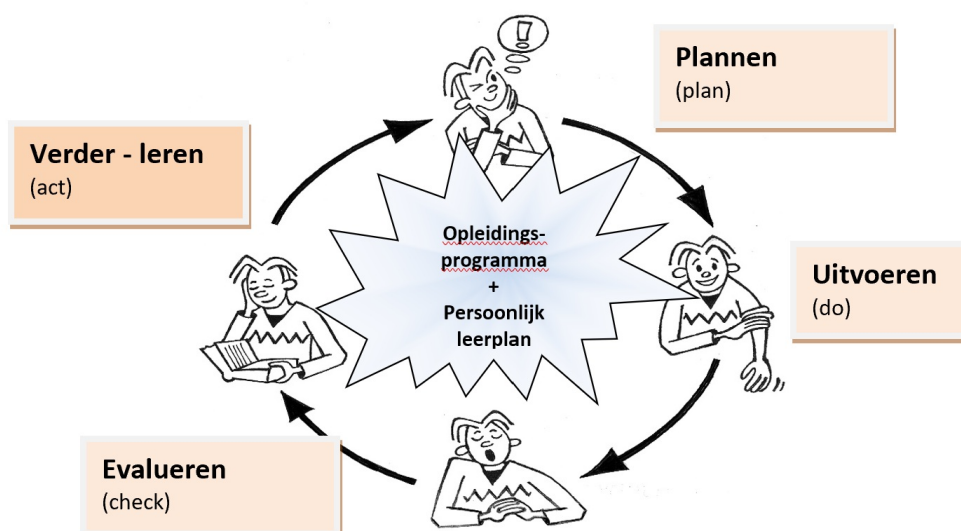 !
Plannen
(plan)
Verder - leren
(act)
Opleidings-
programma
+
Persoonlijk
leerplan
Uitvoeren
(do)
Evalueren
(check)